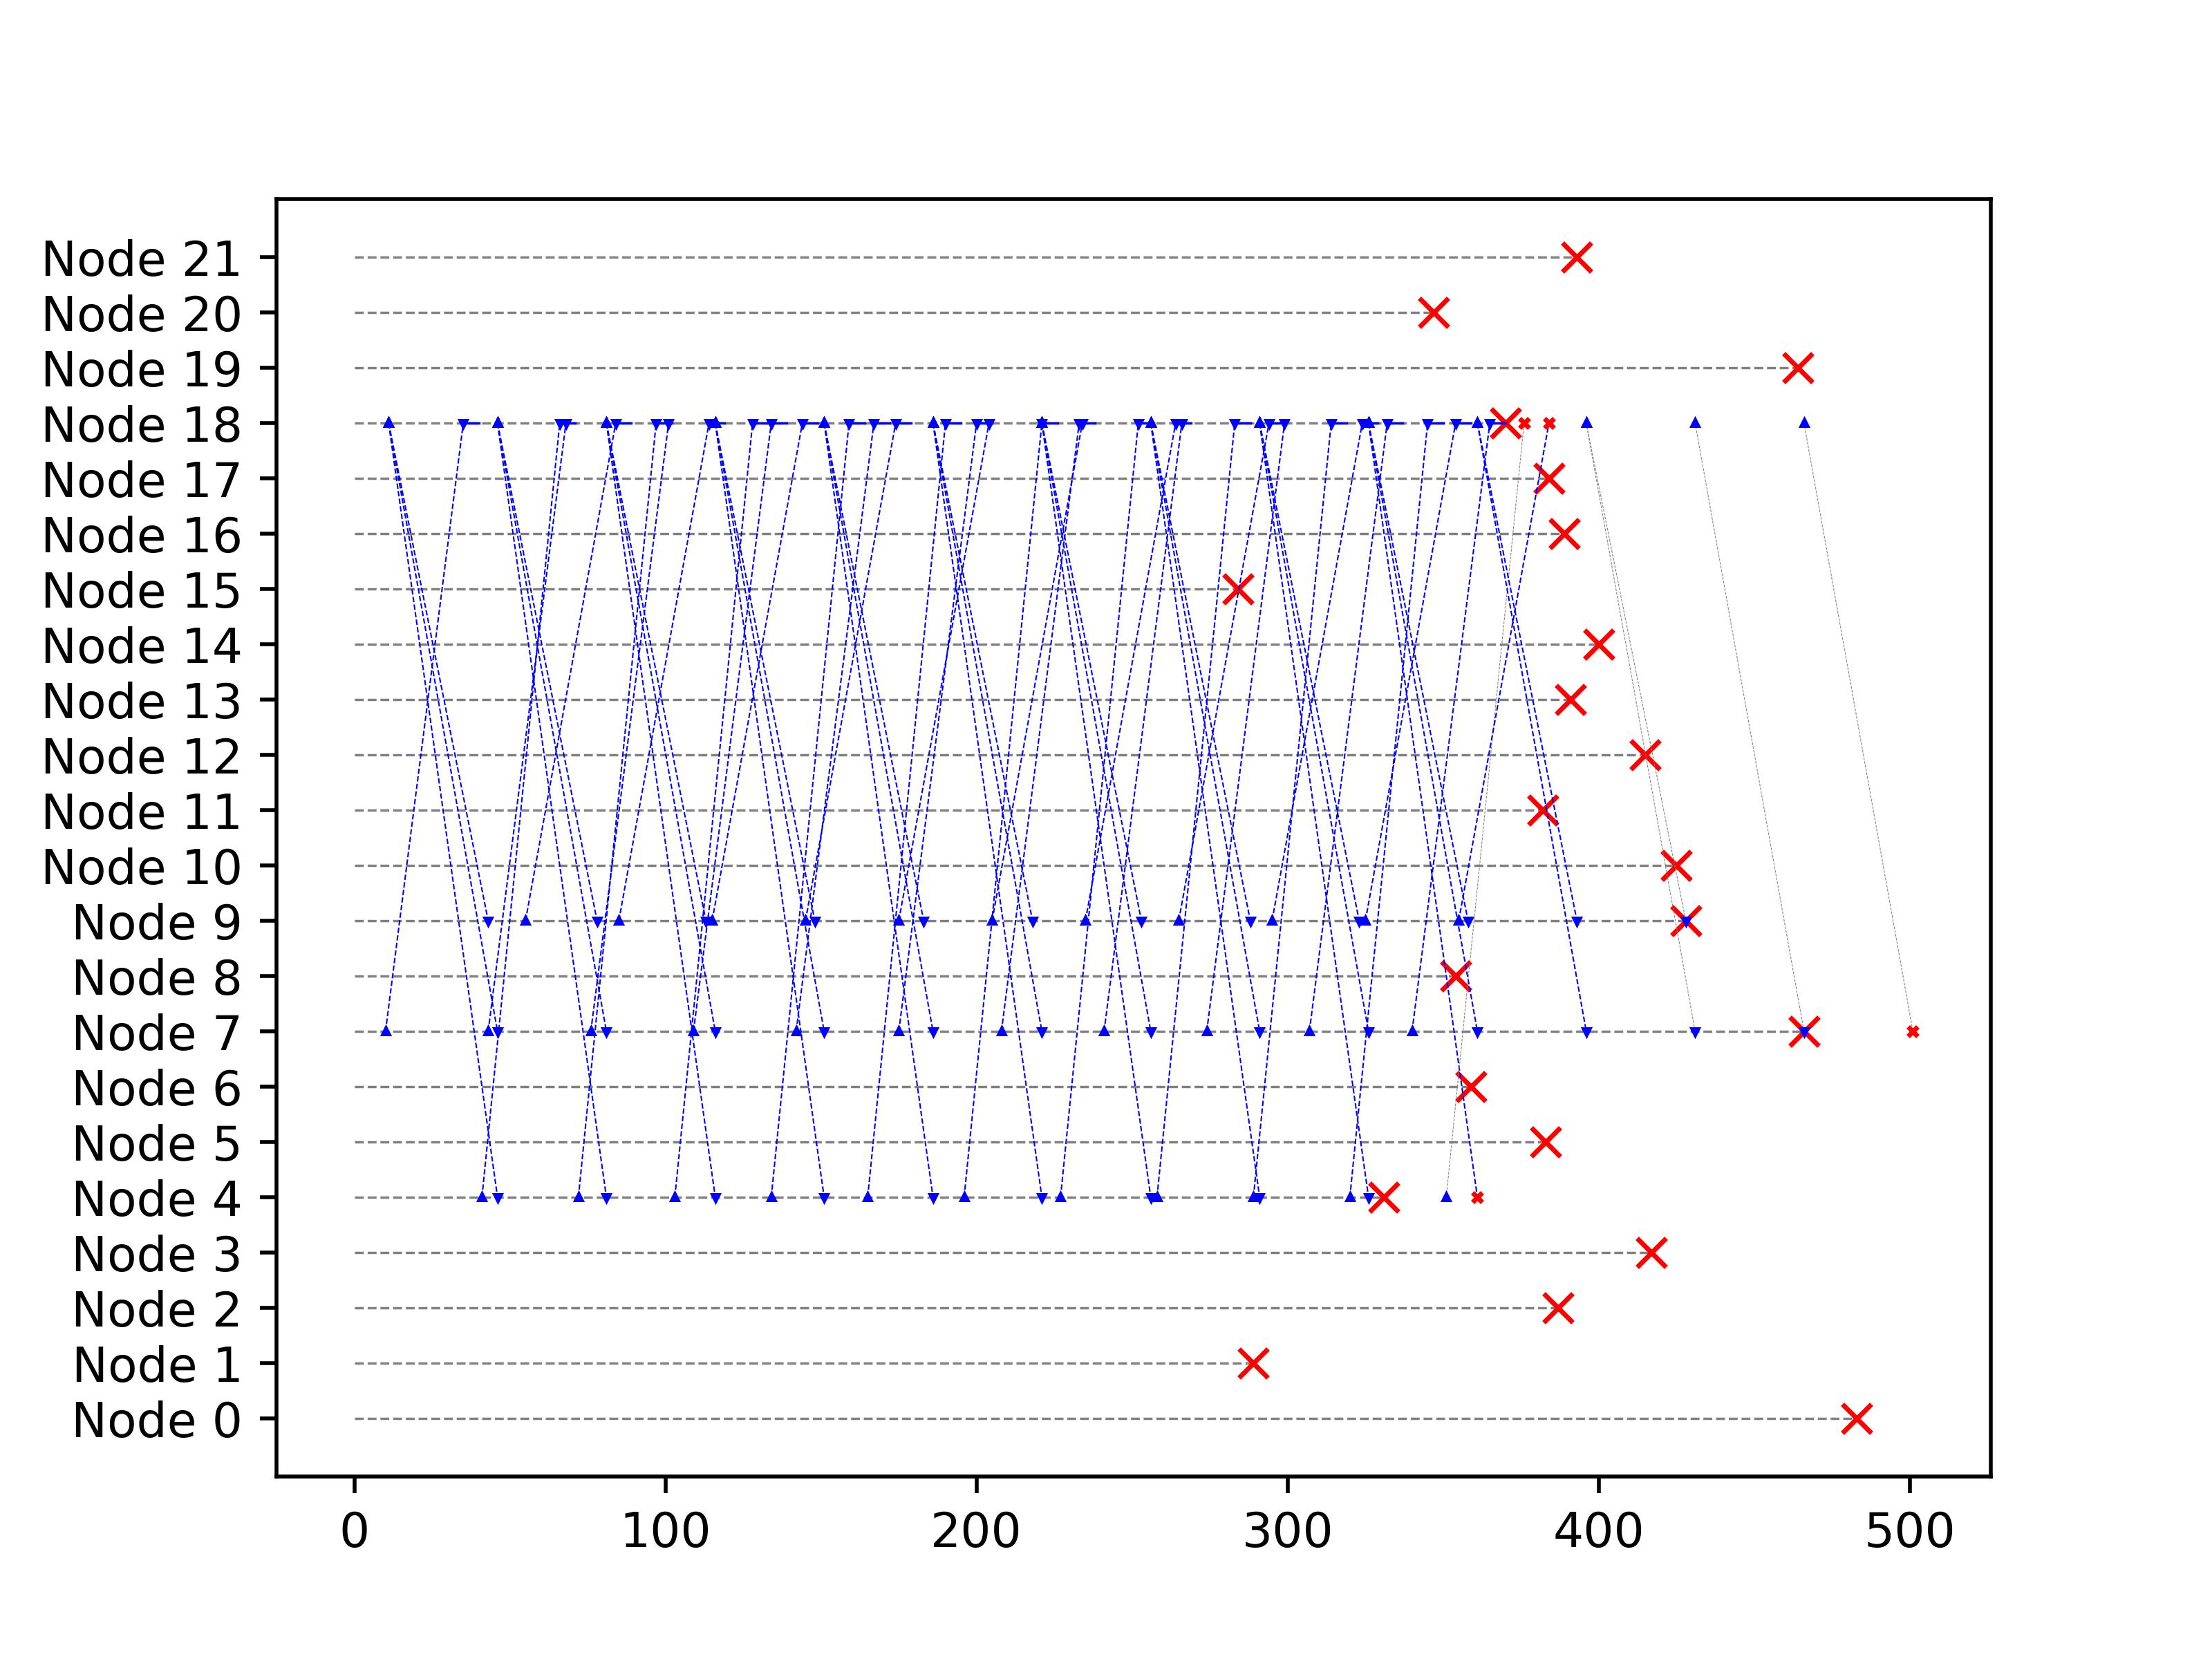 Node 21
Node 20
Node 19
Node 18
Node 17
Node 16
Node 15
Node 14
Node 13
Node 12
Node 11
Node 10
Node 9
Node 8
Node 7
Node 6
Node 5
Node 4
Node 3
Node 2
Node 1
Node 0
0 100 200 300 400 500